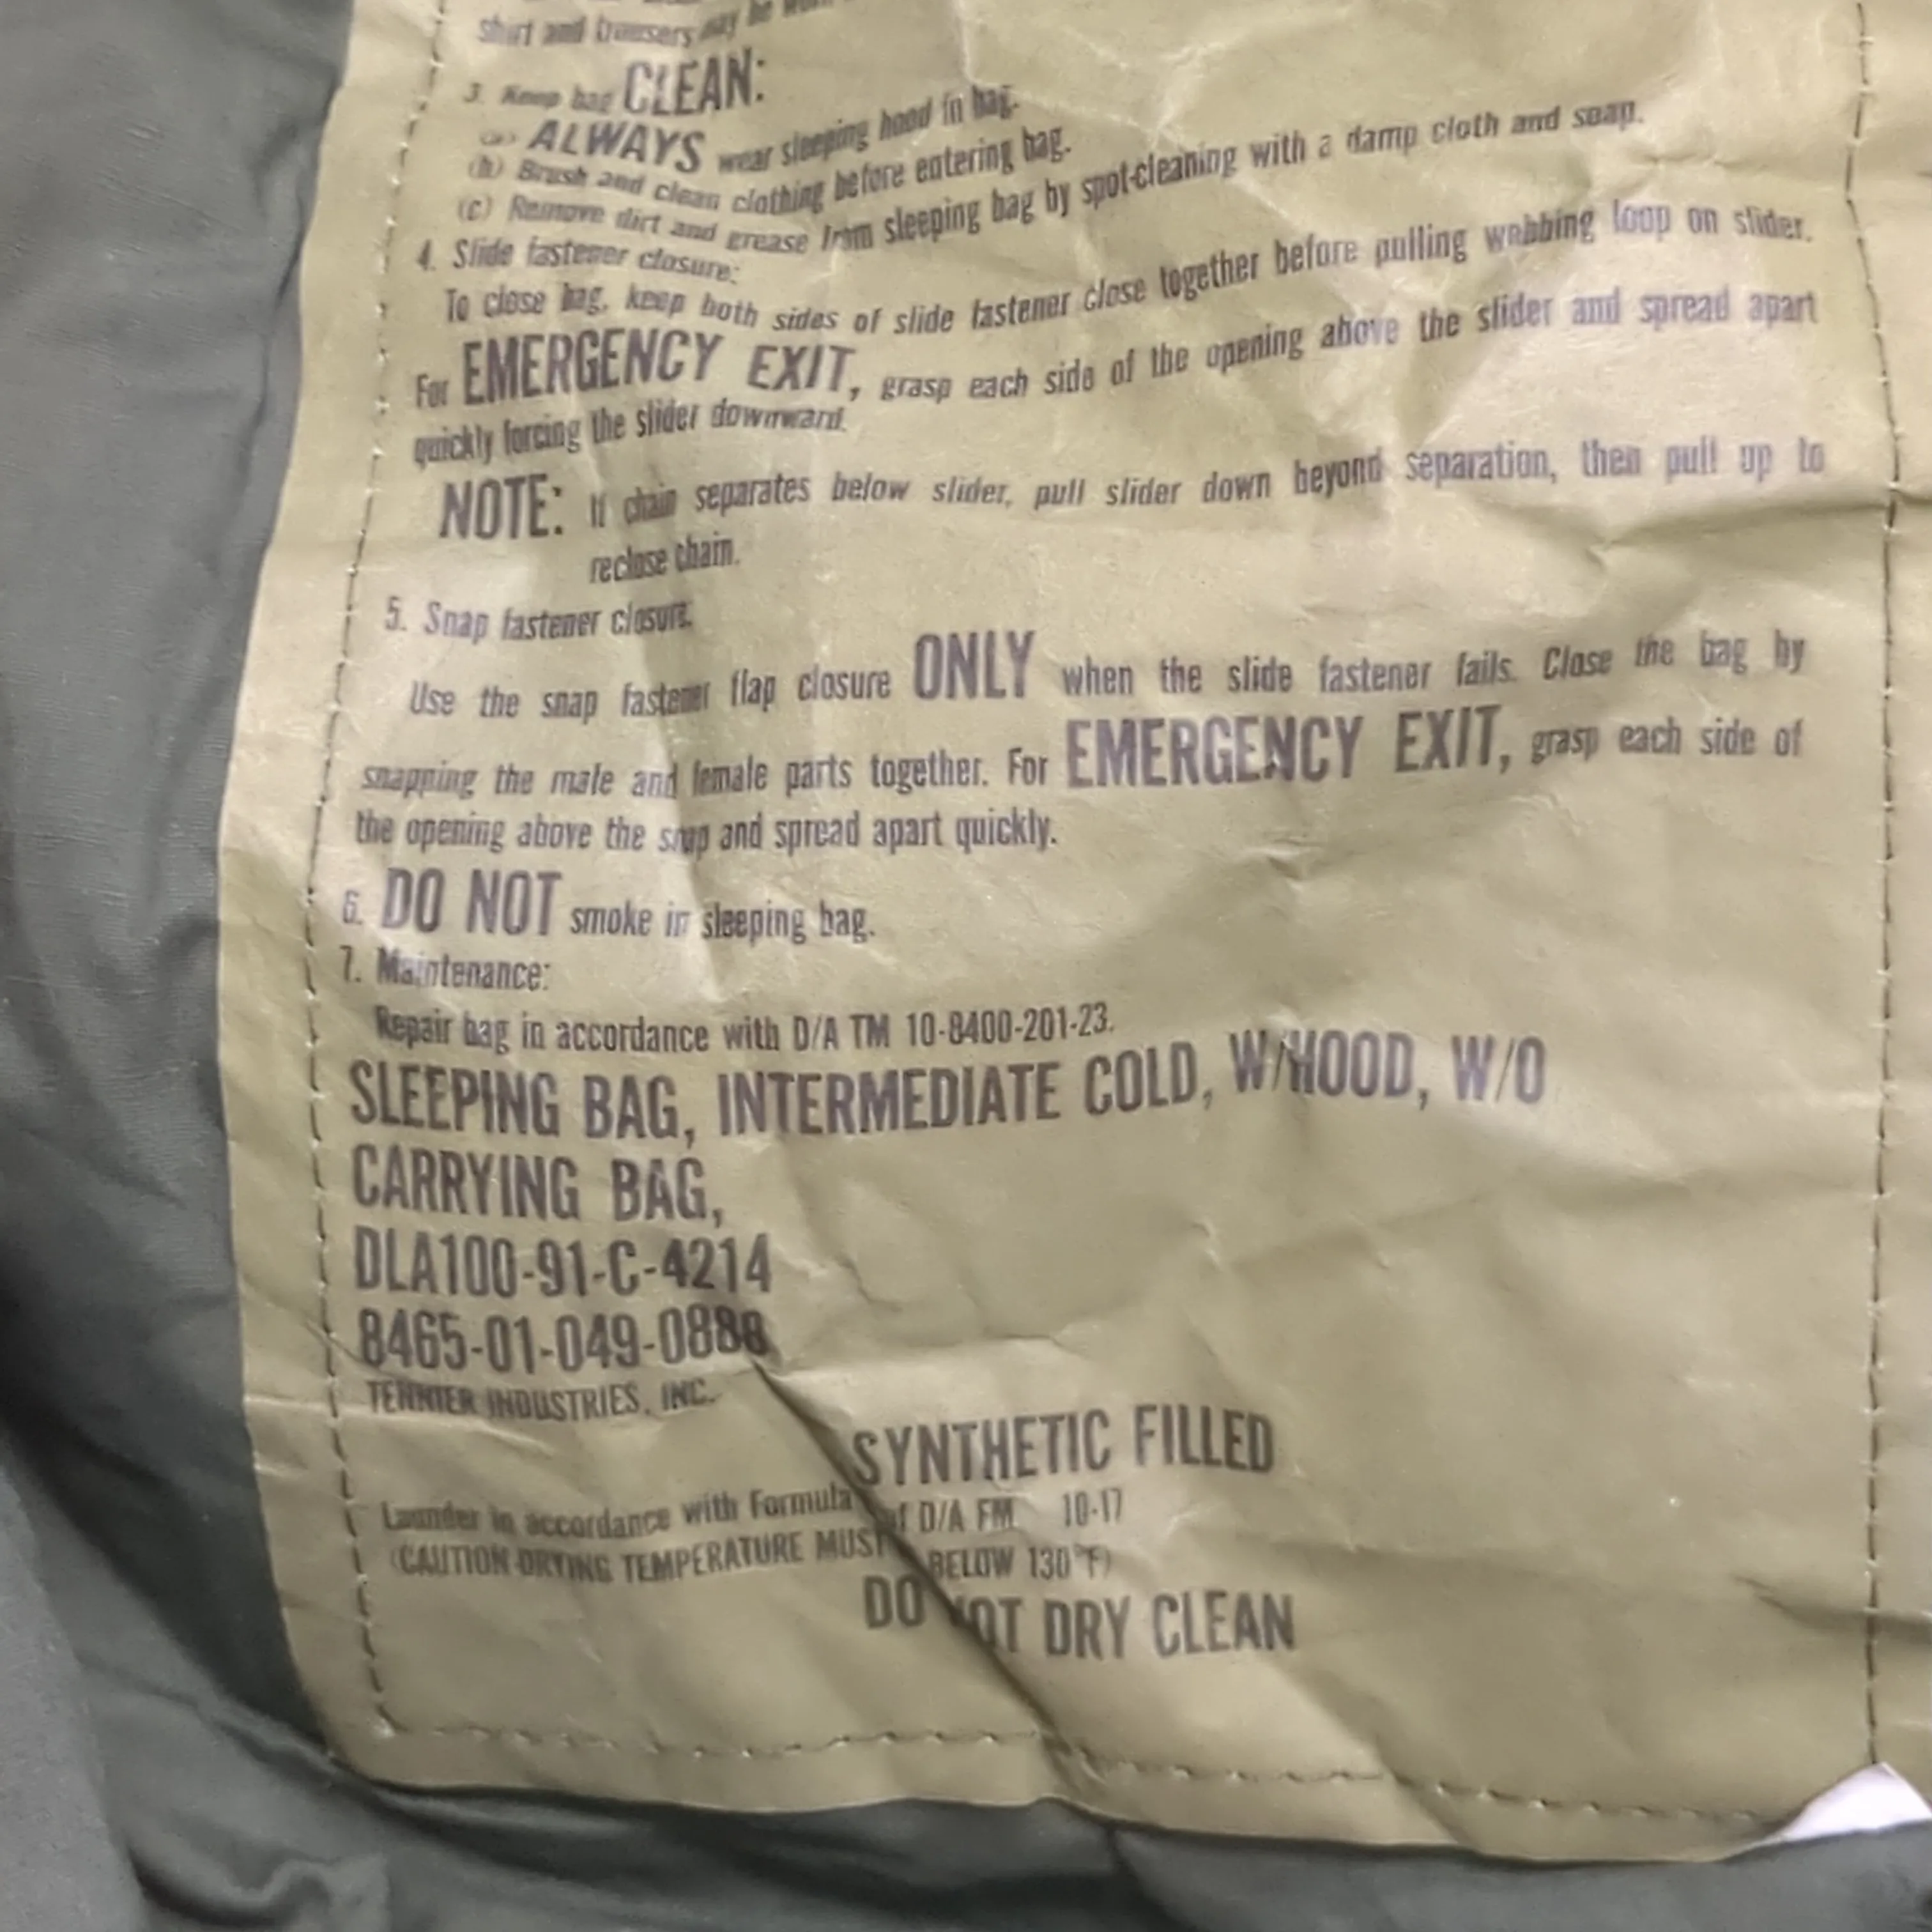 shirt and trousers may be
3. Keep bag CLEAN:
(a) ALWAYS wear sleeping hood in bag.
(b) Brush and clean clothing before entering bag.
(c) Remove dirt and grease from sleeping bag by spot-cleaning with a damp cloth and soap.
4. Slide fastener closure:
To close bag, keep both sides of slide fastener close together before pulling webbing loop on slider.
For EMERGENCY EXIT, grasp each side of the opening above the slider and spread apart
quickly forcing the slider downward.
NOTE: If chain separates below slider, pull slider down beyond separation, then pull up to
reclose chain.
5. Snap fastener closure:
Use the snap fastener flap closure ONLY when the slide fastener fails. Close the bag by
snapping the male and female parts together. For EMERGENCY EXIT, grasp each side of
the opening above the snap and spread apart quickly.
6. DO NOT smoke in sleeping bag.
7. Maintenance:
Repair bag in accordance with D/A TM 10-8400-201-23.
SLEEPING BAG, INTERMEDIATE COLD, W/HOOD, W/O
CARRYING BAG,
DLA100-91-C-4214
8465-01-049-0888
TENNIER INDUSTRIES, INC.
SYNTHETIC FILLED
Launder in accordance with Formula of D/A FM 10-17
(CAUTION-DRYING TEMPERATURE MUST BELOW 130°F)
DO NOT DRY CLEAN